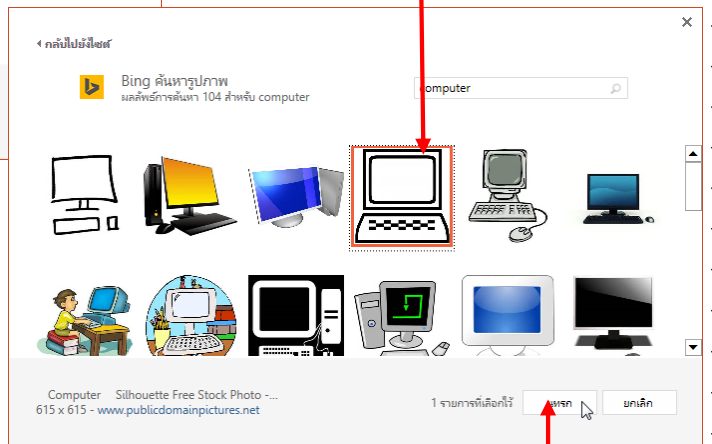 กลับไปยังไซต์
Bing ค้นหารูปภาพ
ผลลัพธ์การค้นหา 104 สำหรับ computer
computer
Computer Silhouette Free Stock Photo -...
615 x 615 - www.publicdomainpictures.net
1 รายการที่เลือกไว้
แทรก
ยกเลิก